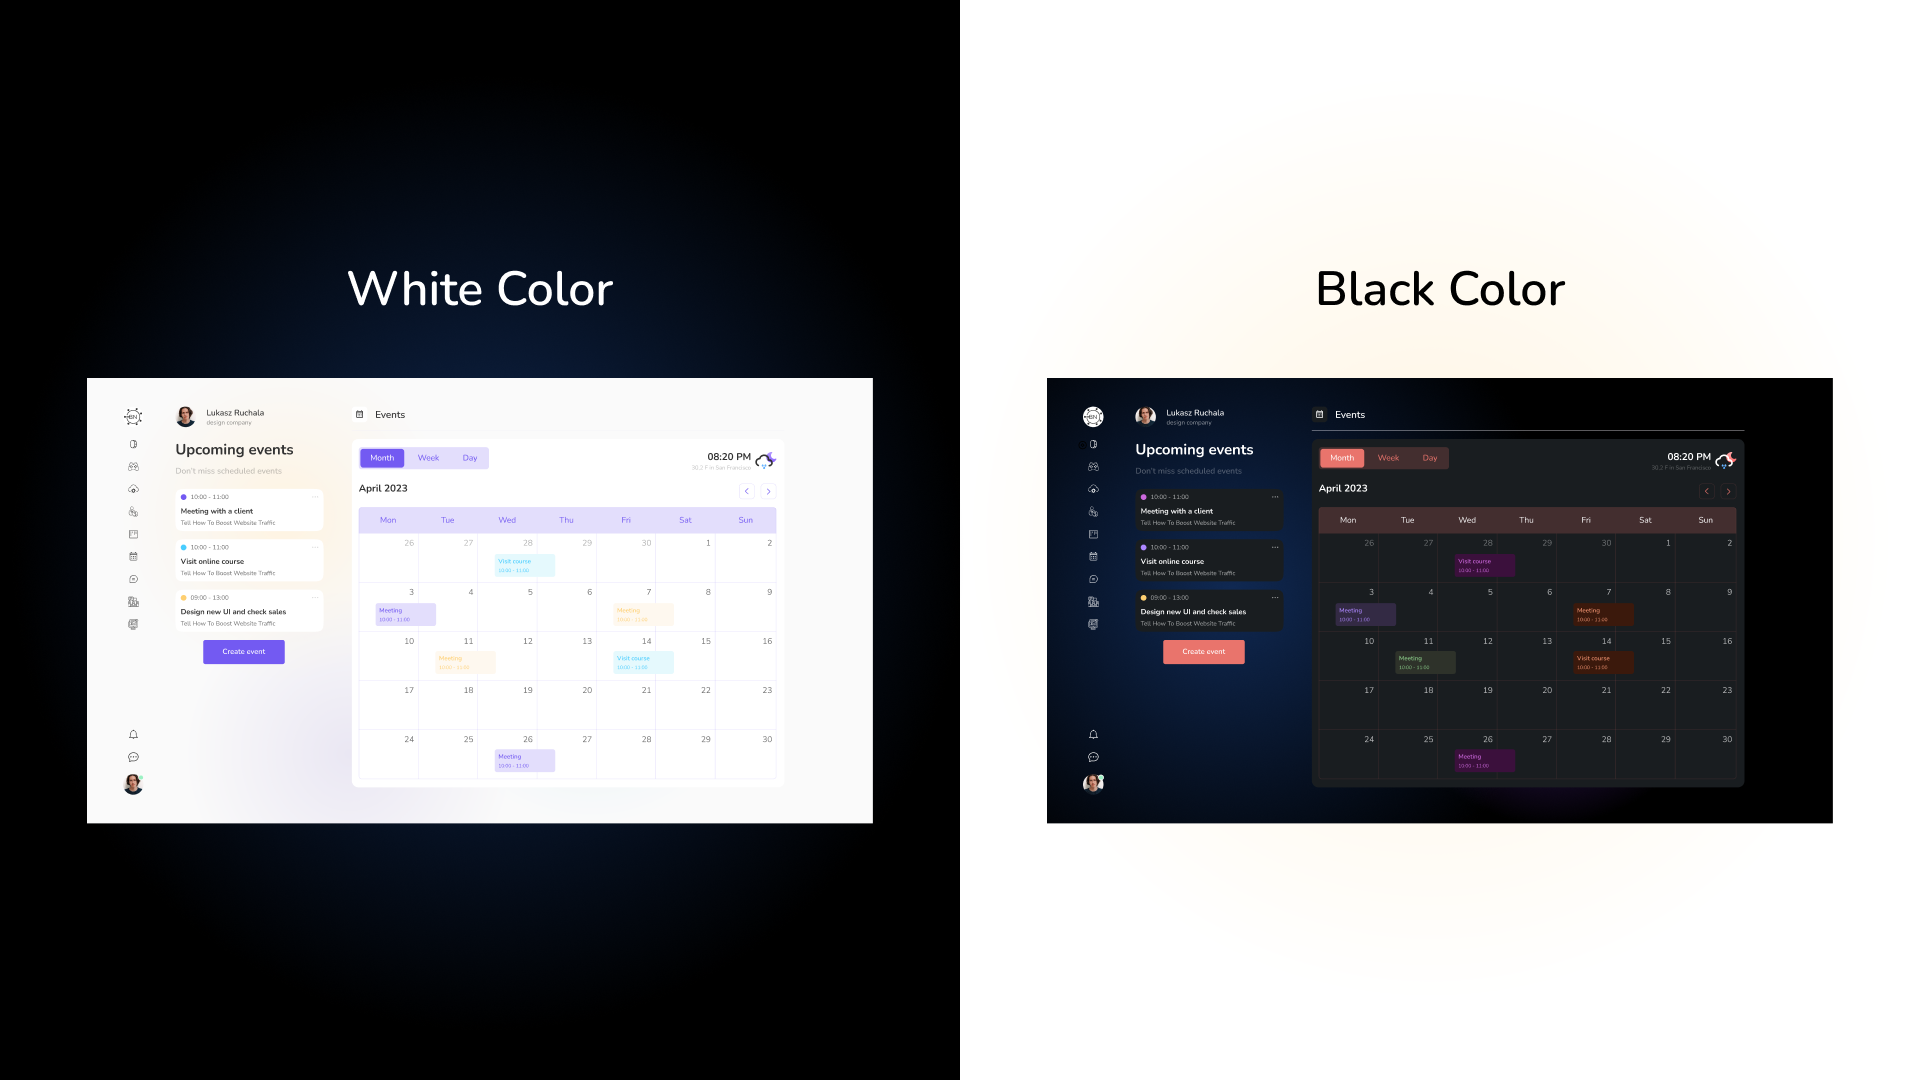 White Color
BN
Lukasz Ruchala
design company
Upcoming events
Don't miss scheduled events
10:00 - 11:00
Meeting with a client
Tell How To Boost Website Traffic
10:00 - 11:00
Visit online course
Tell How To Boost Website Traffic
09:00 - 13:00
Design new UI and check sales
Tell How To Boost Website Traffic
Create event
Events
Month Week Day
08:20 PM
30,2 F in San Francisco
April 2023
Mon Tue Wed Thu Fri Sat Sun
26 27 28 29 30 1 2
Visit course
10:00 - 11:00
3 4 5 6 7 8 9
Meeting Meeting
10:00 - 11:00 10:00 - 11:00
10 11 12 13 14 15 16
Meeting Visit course
10:00 - 11:00 10:00 - 11:00
17 18 19 20 21 22 23
24 25 26 27 28 29 30
Meeting
10:00 - 11:00
Black Color
BN
Lukasz Ruchala
design company
Upcoming events
Don't miss scheduled events
10:00 - 11:00
Meeting with a client
Tell How To Boost Website Traffic
10:00 - 11:00
Visit online course
Tell How To Boost Website Traffic
09:00 - 13:00
Design new UI and check sales
Tell How To Boost Website Traffic
Create event
Events
Month Week Day
08:20 PM
30,2 F in San Francisco
April 2023
Mon Tue Wed Thu Fri Sat Sun
26 27 28 29 30 1 2
Visit course
10:00 - 11:00
3 4 5 6 7 8 9
Meeting Meeting
10:00 - 11:00 10:00 - 11:00
10 11 12 13 14 15 16
Meeting Visit course
10:00 - 11:00 10:00 - 11:00
17 18 19 20 21 22 23
24 25 26 27 28 29 30
Meeting
10:00 - 11:00